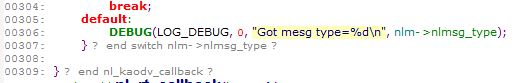 00304: break;
00305: default:
00306: DEBUG(LOG_DEBUG, 0, "Got mesg type=%d\n", nlm->nlmsg_type);
00307: } ? end switch nlm->nlmsg_type ?
00308:
00309: } ? end nl_kaodv_callback ?